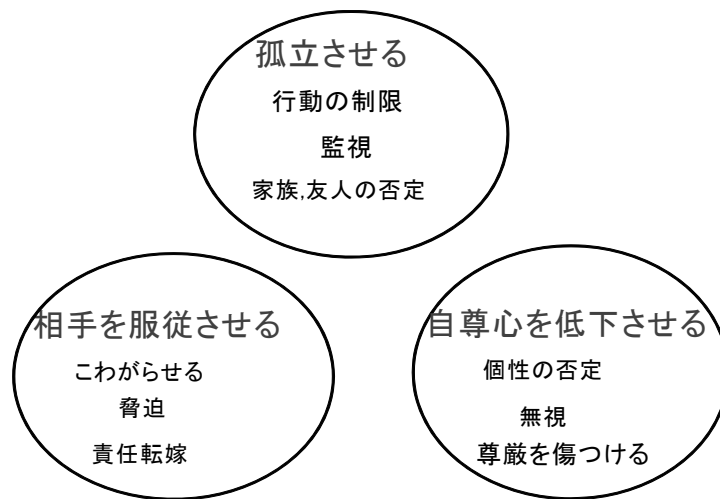 孤立させる
行動の制限
監視
家族,友人の否定
相手を服従させる
こわがらせる
脅迫
責任転嫁
自尊心を低下させる
個性の否定
無視
尊厳を傷つける